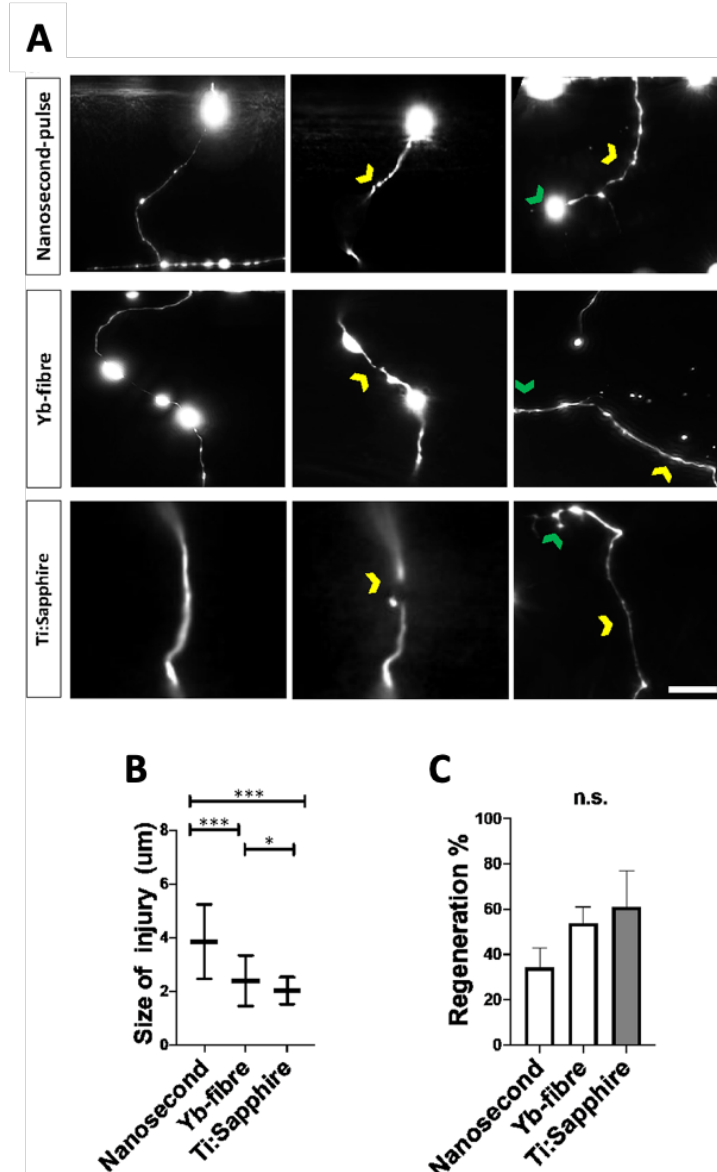 A
Nanosecond-pulse
Yb-fibre
Ti:Sapphire
B
***
***
*
Size of injury (um)
8
6
4
2
0
Nanosecond
Yb-fibre
Ti:Sapphire
C
n.s.
Regeneration %
100
80
60
40
20
0
Nanosecond
Yb-fibre
Ti:Sapphire